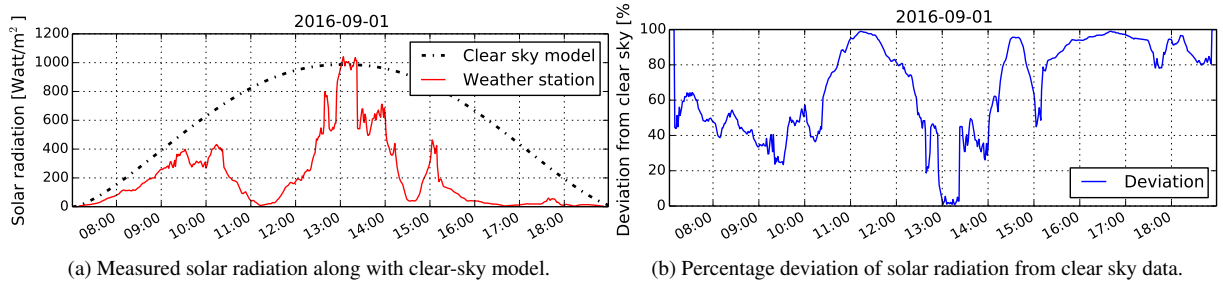 2016-09-01
Solar radiation [Watt/m²]
1200
1000
800
600
400
200
0
Clear sky model
Weather station
08:00 09:00 10:00 11:00 12:00 13:00 14:00 15:00 16:00 17:00 18:00
(a) Measured solar radiation along with clear-sky model.
2016-09-01
Deviation from clear sky [%
100
80
60
40
20
0
Deviation
08:00 09:00 10:00 11:00 12:00 13:00 14:00 15:00 16:00 17:00 18:00
(b) Percentage deviation of solar radiation from clear sky data.